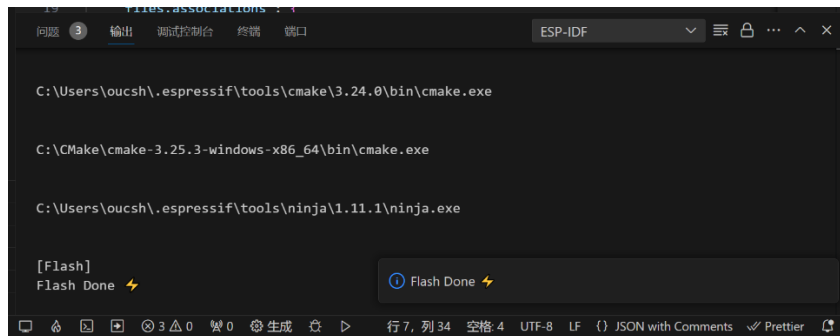 19 files.associations : {
问题 3 输出 调试控制台 终端 端口 ESP-IDF
C:\Users\oucsh\.espressif\tools\cmake\3.24.0\bin\cmake.exe
C:\CMake\cmake-3.25.3-windows-x86_64\bin\cmake.exe
C:\Users\oucsh\.espressif\tools\ninja\1.11.1\ninja.exe
[Flash]
Flash Done ⚡
Flash Done ⚡
3 0 0 生成 行 7, 列 34 空格: 4 UTF-8 LF {} JSON with Comments Prettier